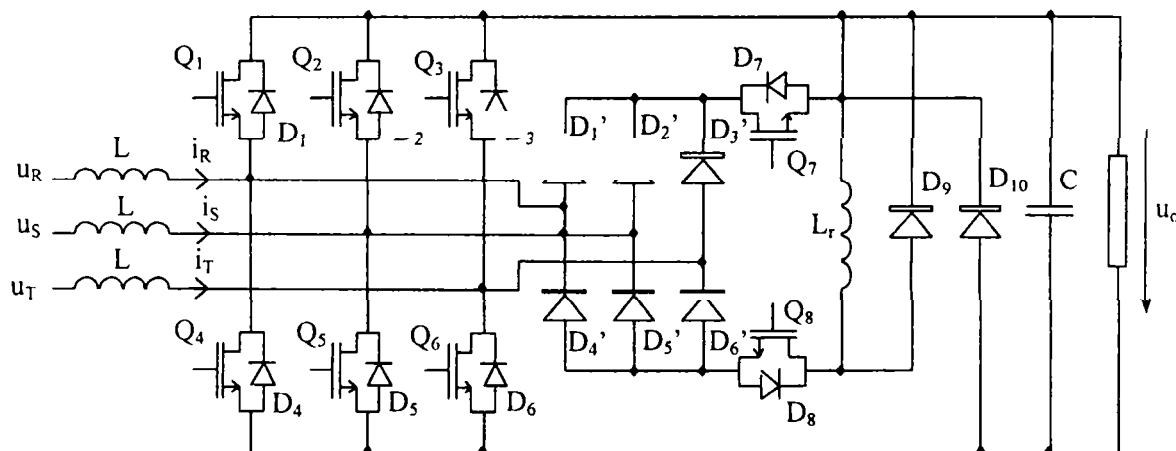 Q1 Q2 Q3 D7
D1 -2 -3 D1' D2' D3'
L iR Q7
uR
L iS D9 D10 C
uS Lr uo
L iT
uT
Q4 Q5 Q6 D4' D5' D6' Q8
D4 D5 D6 D8